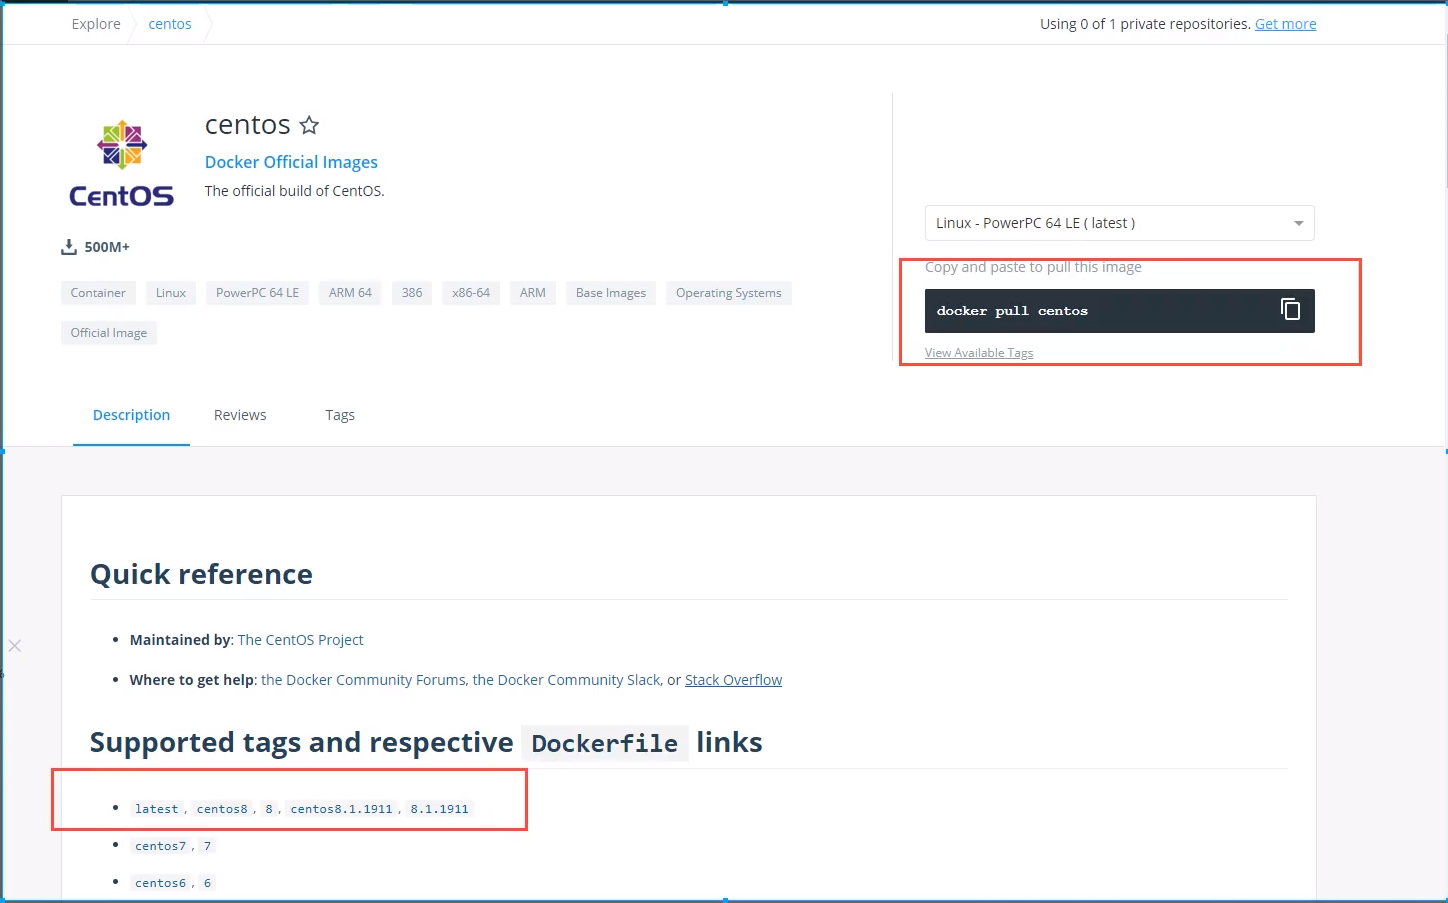 Explore
centos
Using 0 of 1 private repositories. Get more
centos
Docker Official Images
The official build of CentOS.
CentOS
500M+
Linux - PowerPC 64 LE ( latest )
Copy and paste to pull this image
docker pull centos
View Available Tags
Container Linux PowerPC 64 LE ARM 64 386 x86-64 ARM Base Images Operating Systems
Official Image
Description Reviews Tags
Quick reference
• Maintained by: The CentOS Project
• Where to get help: the Docker Community Forums, the Docker Community Slack, or Stack Overflow
Supported tags and respective Dockerfile links
• latest, centos8, 8, centos8.1.1911, 8.1.1911
• centos7, 7
• centos6, 6